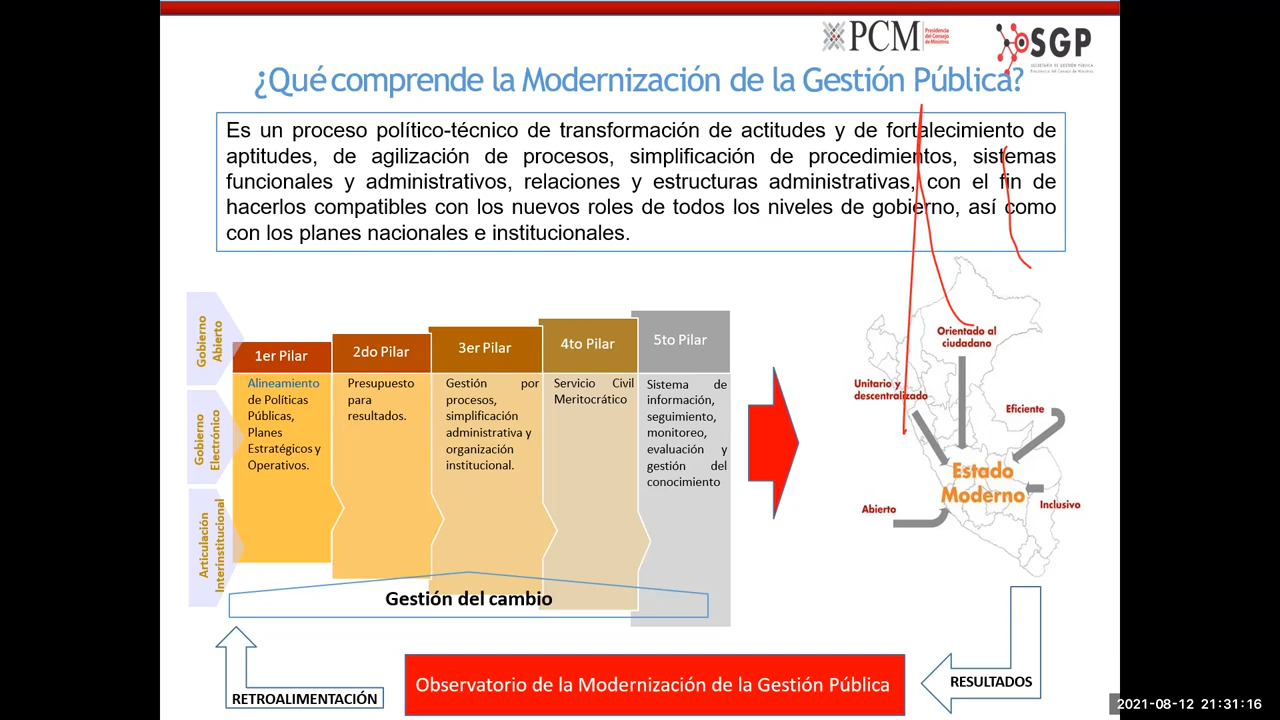 PCM
Presidencia
del Consejo
de Ministros
SGP
SECRETARÍA DE GESTIÓN PÚBLICA
Presidencia del Consejo de Ministros
¿Qué comprende la Modernización de la Gestión Pública?
Es un proceso político-técnico de transformación de actitudes y de fortalecimiento de
aptitudes, de agilización de procesos, simplificación de procedimientos, sistemas
funcionales y administrativos, relaciones y estructuras administrativas, con el fin de
hacerlos compatibles con los nuevos roles de todos los niveles de gobierno, así como
con los planes nacionales e institucionales.
Gobierno
Abierto
Gobierno
Electrónico
Articulación
Interinstitucional
1er Pilar
Alineamiento
de Políticas
Públicas,
Planes
Estratégicos y
Operativos.
2do Pilar
Presupuesto
para
resultados.
3er Pilar
Gestión por
procesos,
simplificación
administrativa y
organización
institucional.
4to Pilar
Servicio Civil
Meritocrático
5to Pilar
Sistema de
información,
seguimiento,
monitoreo,
evaluación y
gestión del
conocimiento
Gestión del cambio
Orientado al
ciudadano
Unitario y
descentralizado
Eficiente
Estado
Moderno
Inclusivo
Abierto
RETROALIMENTACIÓN
Observatorio de la Modernización de la Gestión Pública
RESULTADOS
2021-08-12 21:31:16